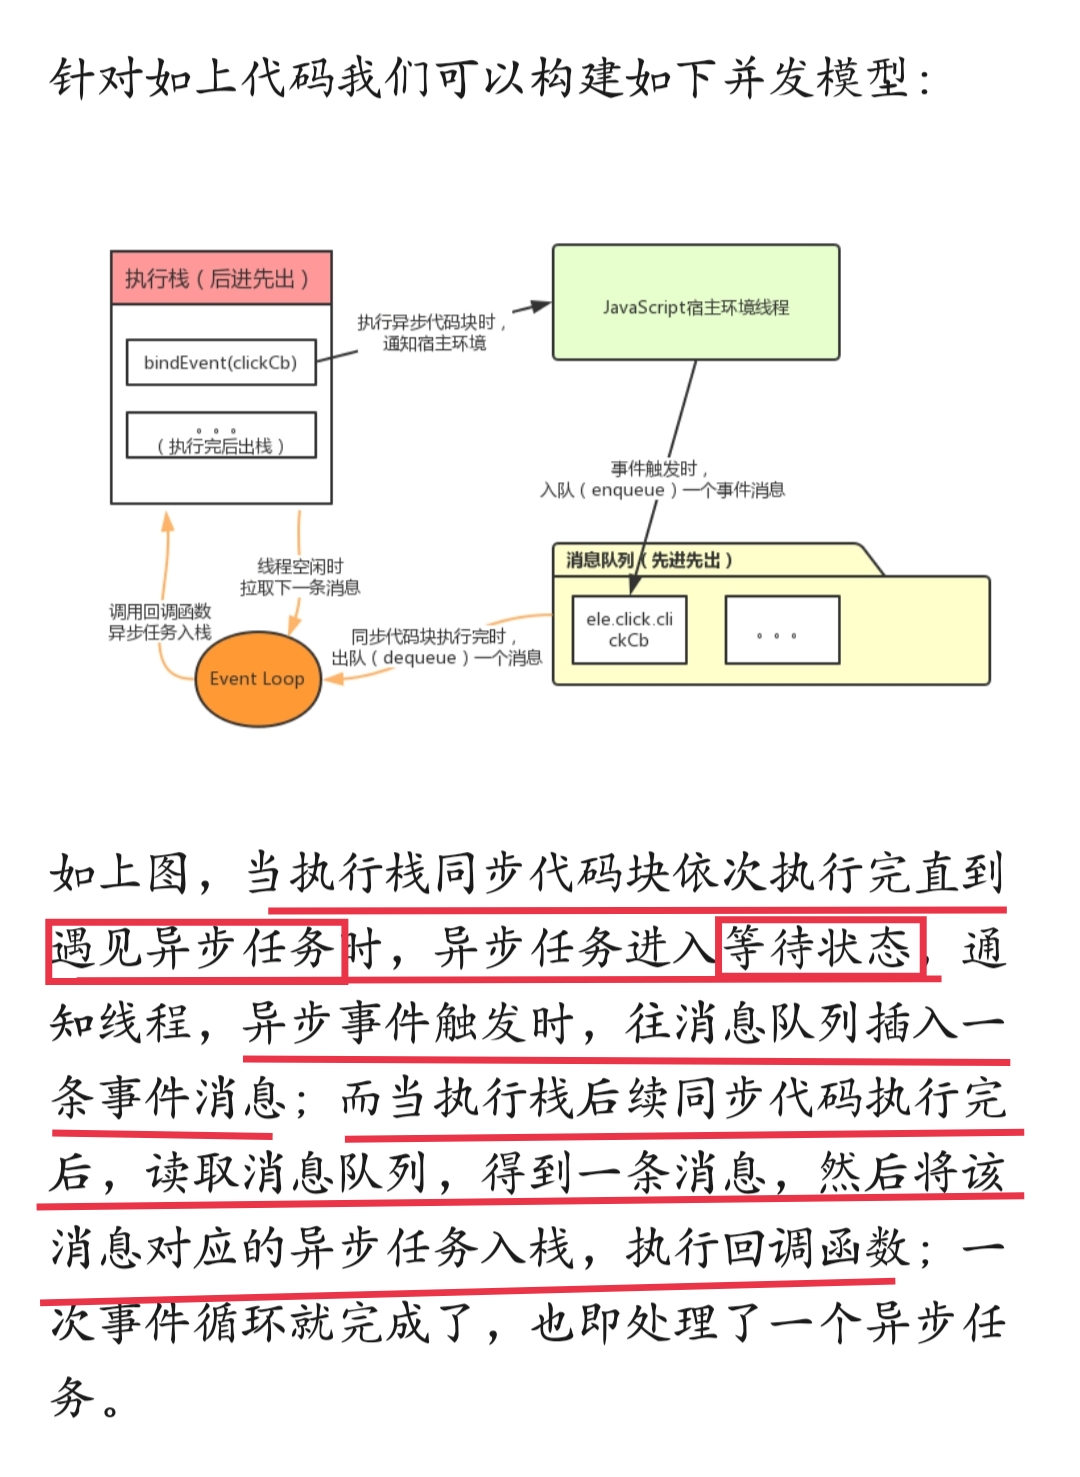 针对如上代码我们可以构建如下并发模型：
执行栈（后进先出）
bindEvent(clickCb)
。。。
（执行完后出栈）
执行异步代码块时，
通知宿主环境
JavaScript宿主环境线程
事件触发时，
入队（enqueue）一个事件消息
消息队列（先进先出）
ele.click.cli
ckCb
。。。
线程空闲时
拉取下一条消息
调用回调函数
异步任务入栈
同步代码块执行完时，
出队（dequeue）一个消息
Event Loop
如上图，当执行栈同步代码块依次执行完直到
遇见异步任务时，异步任务进入等待状态，通
知线程，异步事件触发时，往消息队列插入一
条事件消息；而当执行栈后续同步代码执行完
后，读取消息队列，得到一条消息，然后将该
消息对应的异步任务入栈，执行回调函数；一
次事件循环就完成了，也即处理了一个异步任
务。